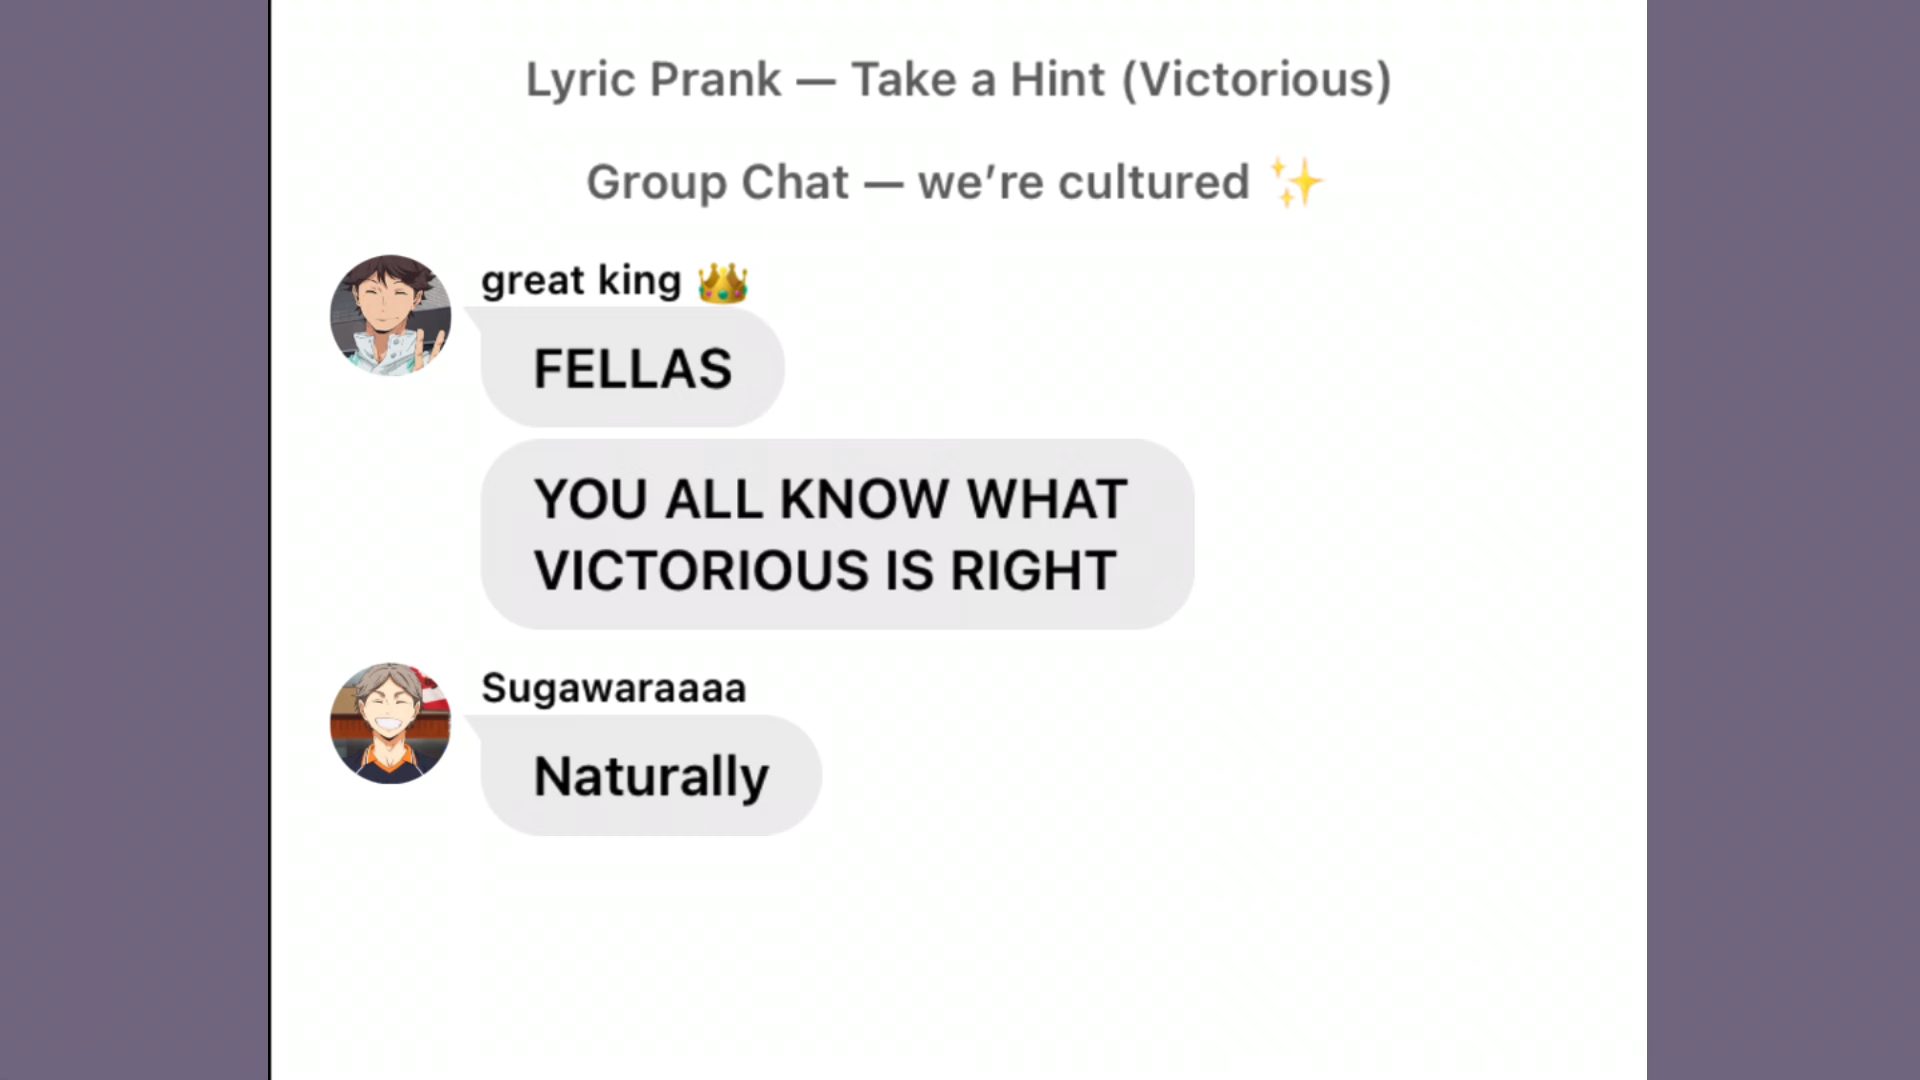 Lyric Prank — Take a Hint (Victorious)
Group Chat — we’re cultured ✨
great king 👑
FELLAS
YOU ALL KNOW WHAT
VICTORIOUS IS RIGHT
Sugawaraaaa
Naturally